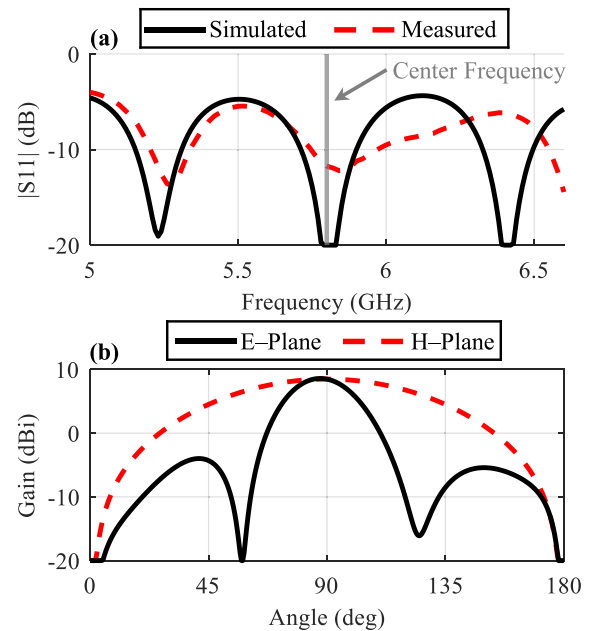 (a)
Simulated Measured
Center Frequency
|S11| (dB)
0
-10
-20
5 5.5 6 6.5
Frequency (GHz)
(b)
E–Plane H–Plane
Gain (dBi)
10
0
-10
-20
0 45 90 135 180
Angle (deg)